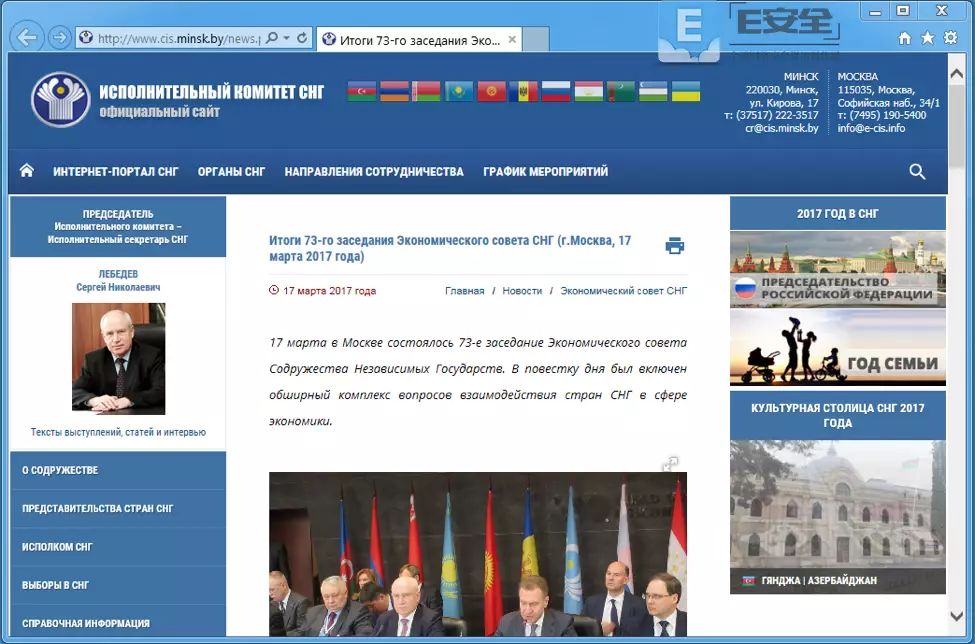 E安全
http://www.cis.minsk.by/news.p
Итоги 73-го заседания Эко...
ИСПОЛНИТЕЛЬНЫЙ КОМИТЕТ СНГ
официальный сайт
МИНСК
220030, Минск,
ул. Кирова, 17
т: (37517) 222-3517
cr@cis.minsk.by
МОСКВА
115035, Москва,
Софийская наб., 34/1
т: (7495) 190-5400
info@e-cis.info
ИНТЕРНЕТ-ПОРТАЛ СНГ
ОРГАНЫ СНГ
НАПРАВЛЕНИЯ СОТРУДНИЧЕСТВА
ГРАФИК МЕРОПРИЯТИЙ
ПРЕДСЕДАТЕЛЬ
Исполнительного комитета –
Исполнительный секретарь СНГ
ЛЕБЕДЕВ
Сергей Николаевич
Тексты выступлений, статей и интервью
О СОДРУЖЕСТВЕ
ПРЕДСТАВИТЕЛЬСТВА СТРАН СНГ
ИСПОЛКОМ СНГ
ВЫБОРЫ В СНГ
СПРАВОЧНАЯ ИНФОРМАЦИЯ
Итоги 73-го заседания Экономического совета СНГ (г.Москва, 17
марта 2017 года)
17 марта 2017 года
Главная / Новости / Экономический совет СНГ
17 марта в Москве состоялось 73-е заседание Экономического совета
Содружества Независимых Государств. В повестку дня был включен
обширный комплекс вопросов взаимодействия стран СНГ в сфере
экономики.
2017 ГОД В СНГ
ПРЕДСЕДАТЕЛЬСТВО
РОССИЙСКОЙ ФЕДЕРАЦИИ
ГОД СЕМЬИ
КУЛЬТУРНАЯ СТОЛИЦА СНГ 2017
ГОДА
ГЯНДЖА | АЗЕРБАЙДЖАН